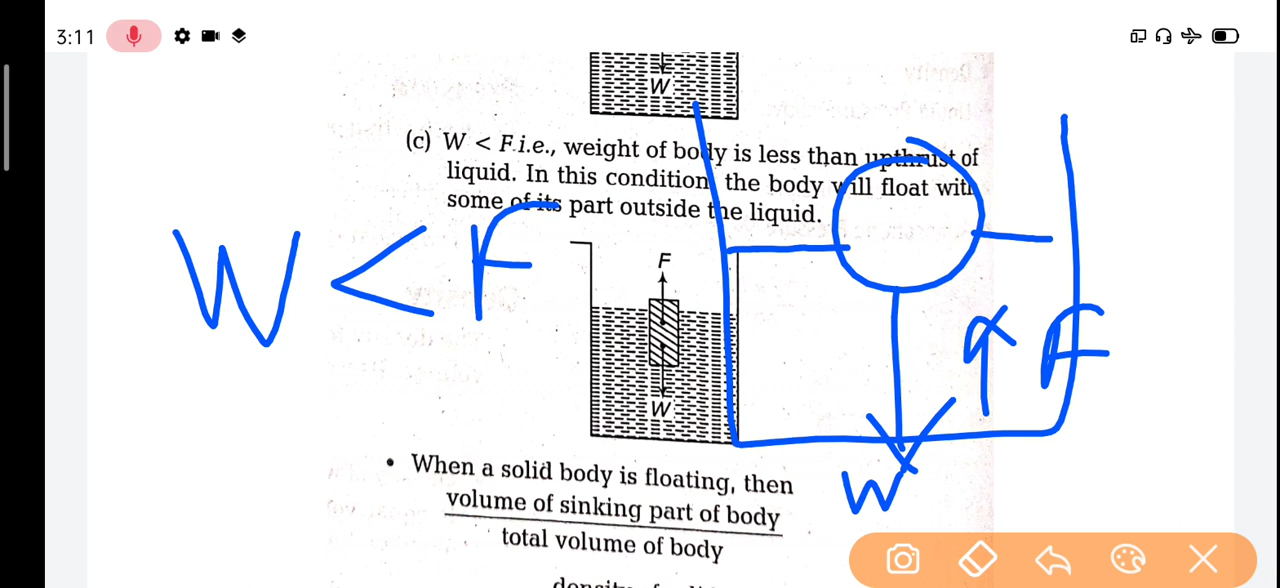 3:11
W
(c) W < F i.e., weight of body is less than upthrust of
liquid. In this condition, the body will float with
some of its part outside the liquid.
W < F
F
W
F
W
• When a solid body is floating, then
volume of sinking part of body
total volume of body